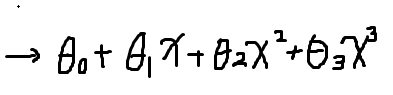 → θ₀ + θ₁x + θ₂x² + θ₃x³